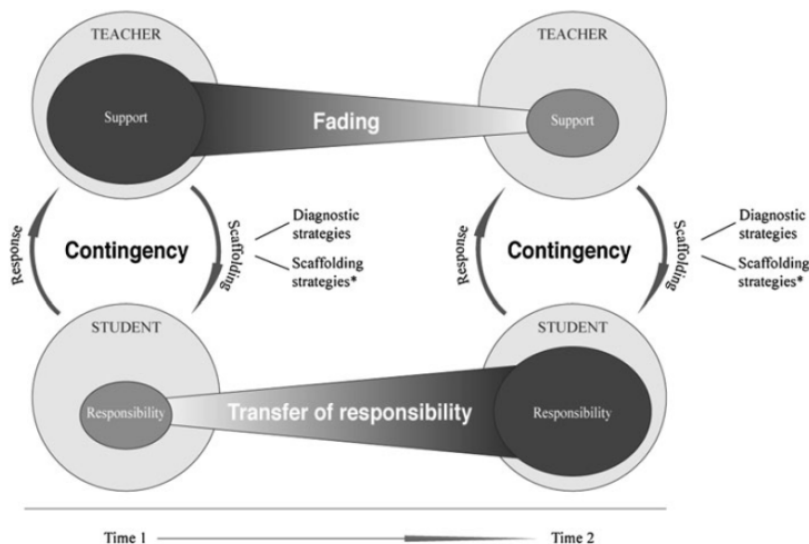 TEACHER
TEACHER
Support
Fading
Support
Response
Contingency
Scaffolding
Diagnostic
strategies
Scaffolding
strategies*
Response
Contingency
Scaffolding
Diagnostic
strategies
Scaffolding
strategies*
STUDENT
STUDENT
Responsibility
Transfer of responsibility
Responsibility
Time 1
Time 2